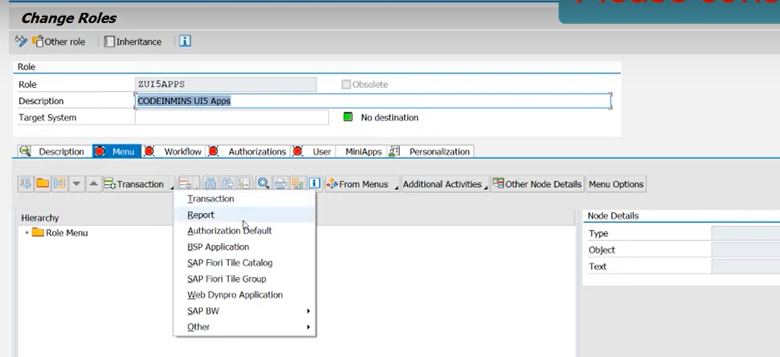 Change Roles
Other role Inheritance
Role
Role ZUI5APPS Obsolete
Description CODEINMINS UI5 Apps
Target System No destination
Description Menu Workflow Authorizations User MiniApps Personalization
Transaction From Menus Additional Activities Other Node Details Menu Options
Transaction
Report
Authorization Default
BSP Application
SAP Fiori Tile Catalog
SAP Fiori Tile Group
Web Dynpro Application
SAP BW
Other
Hierarchy
Role Menu
Node Details
Type
Object
Text